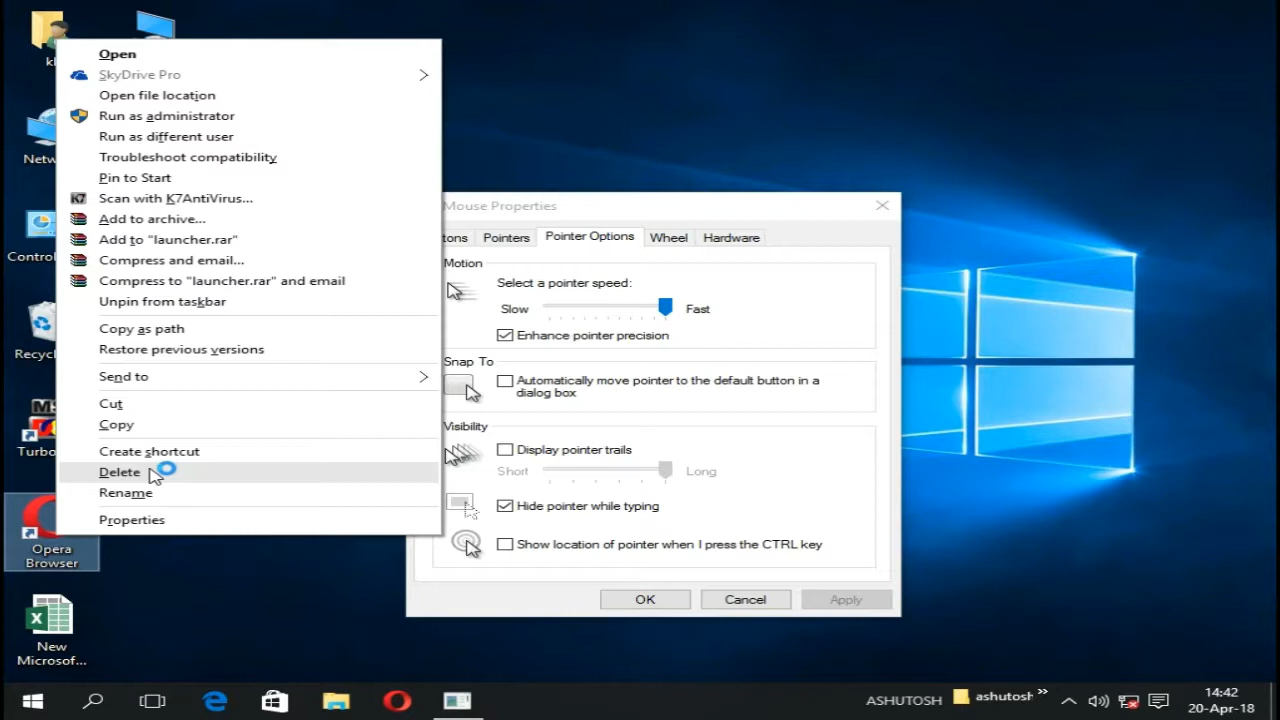 kl
Netw
Control
Recyc
MS
Turbo
Opera
Browser
New
Microsof...
Open
SkyDrive Pro
Open file location
Run as administrator
Run as different user
Troubleshoot compatibility
Pin to Start
K7 Scan with K7AntiVirus...
Add to archive...
Add to "launcher.rar"
Compress and email...
Compress to "launcher.rar" and email
Unpin from taskbar
Copy as path
Restore previous versions
Send to
Cut
Copy
Create shortcut
Delete
Rename
Properties
Mouse Properties
tons Pointers Pointer Options Wheel Hardware
Motion
Select a pointer speed:
Slow Fast
Enhance pointer precision
Snap To
Automatically move pointer to the default button in a
dialog box
Visibility
Display pointer trails
Short Long
Hide pointer while typing
Show location of pointer when I press the CTRL key
OK Cancel Apply
ASHUTOSH ashutosh »
14:42
20-Apr-18